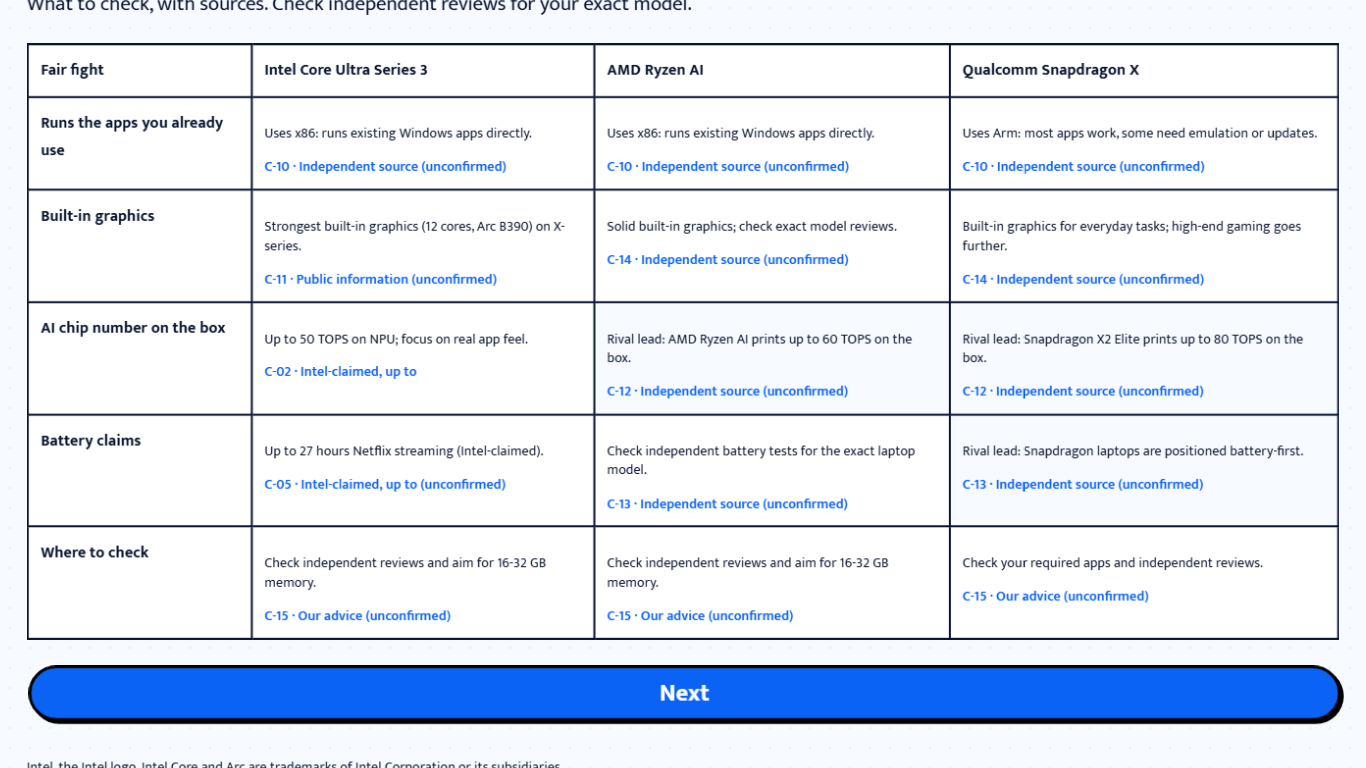 What to check, with sources. Check independent reviews for your exact model.
Fair fight
Intel Core Ultra Series 3
AMD Ryzen AI
Qualcomm Snapdragon X
Runs the apps you already
use
Uses x86: runs existing Windows apps directly.
C-10 · Independent source (unconfirmed)
Uses x86: runs existing Windows apps directly.
C-10 · Independent source (unconfirmed)
Uses Arm: most apps work, some need emulation or updates.
C-10 · Independent source (unconfirmed)
Built-in graphics
Strongest built-in graphics (12 cores, Arc B390) on X-
series.
C-11 · Public information (unconfirmed)
Solid built-in graphics; check exact model reviews.
C-14 · Independent source (unconfirmed)
Built-in graphics for everyday tasks; high-end gaming goes
further.
C-14 · Independent source (unconfirmed)
AI chip number on the box
Up to 50 TOPS on NPU; focus on real app feel.
C-02 · Intel-claimed, up to
Rival lead: AMD Ryzen AI prints up to 60 TOPS on the
box.
C-12 · Independent source (unconfirmed)
Rival lead: Snapdragon X2 Elite prints up to 80 TOPS on the
box.
C-12 · Independent source (unconfirmed)
Battery claims
Up to 27 hours Netflix streaming (Intel-claimed).
C-05 · Intel-claimed, up to (unconfirmed)
Check independent battery tests for the exact laptop
model.
C-13 · Independent source (unconfirmed)
Rival lead: Snapdragon laptops are positioned battery-first.
C-13 · Independent source (unconfirmed)
Where to check
Check independent reviews and aim for 16-32 GB
memory.
C-15 · Our advice (unconfirmed)
Check independent reviews and aim for 16-32 GB
memory.
C-15 · Our advice (unconfirmed)
Check your required apps and independent reviews.
C-15 · Our advice (unconfirmed)
Next
Intel, the Intel logo, Intel Core and Arc are trademarks of Intel Corporation or its subsidiaries.